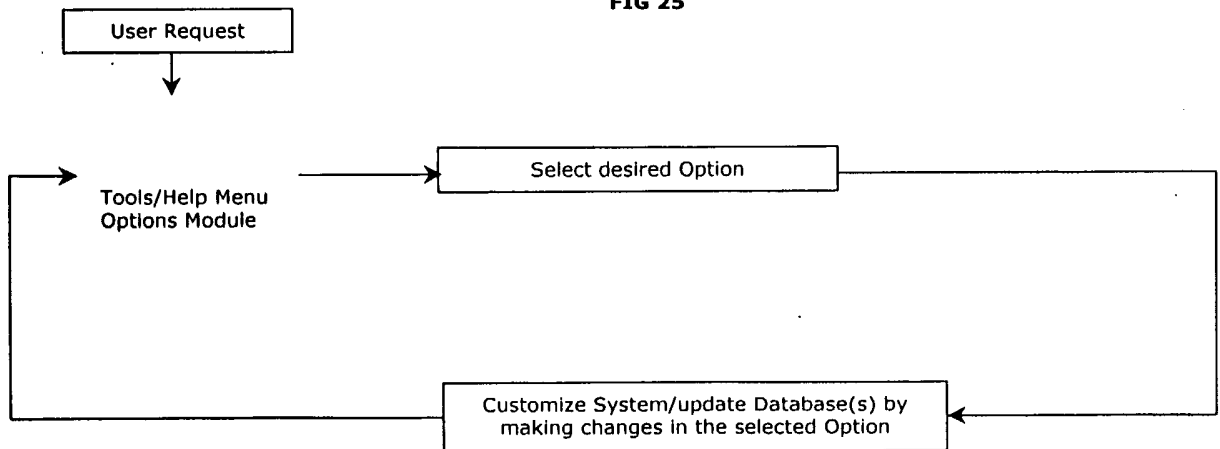 FIG 25
User Request
Select desired Option
Tools/Help Menu
Options Module
Customize System/update Database(s) by
making changes in the selected Option